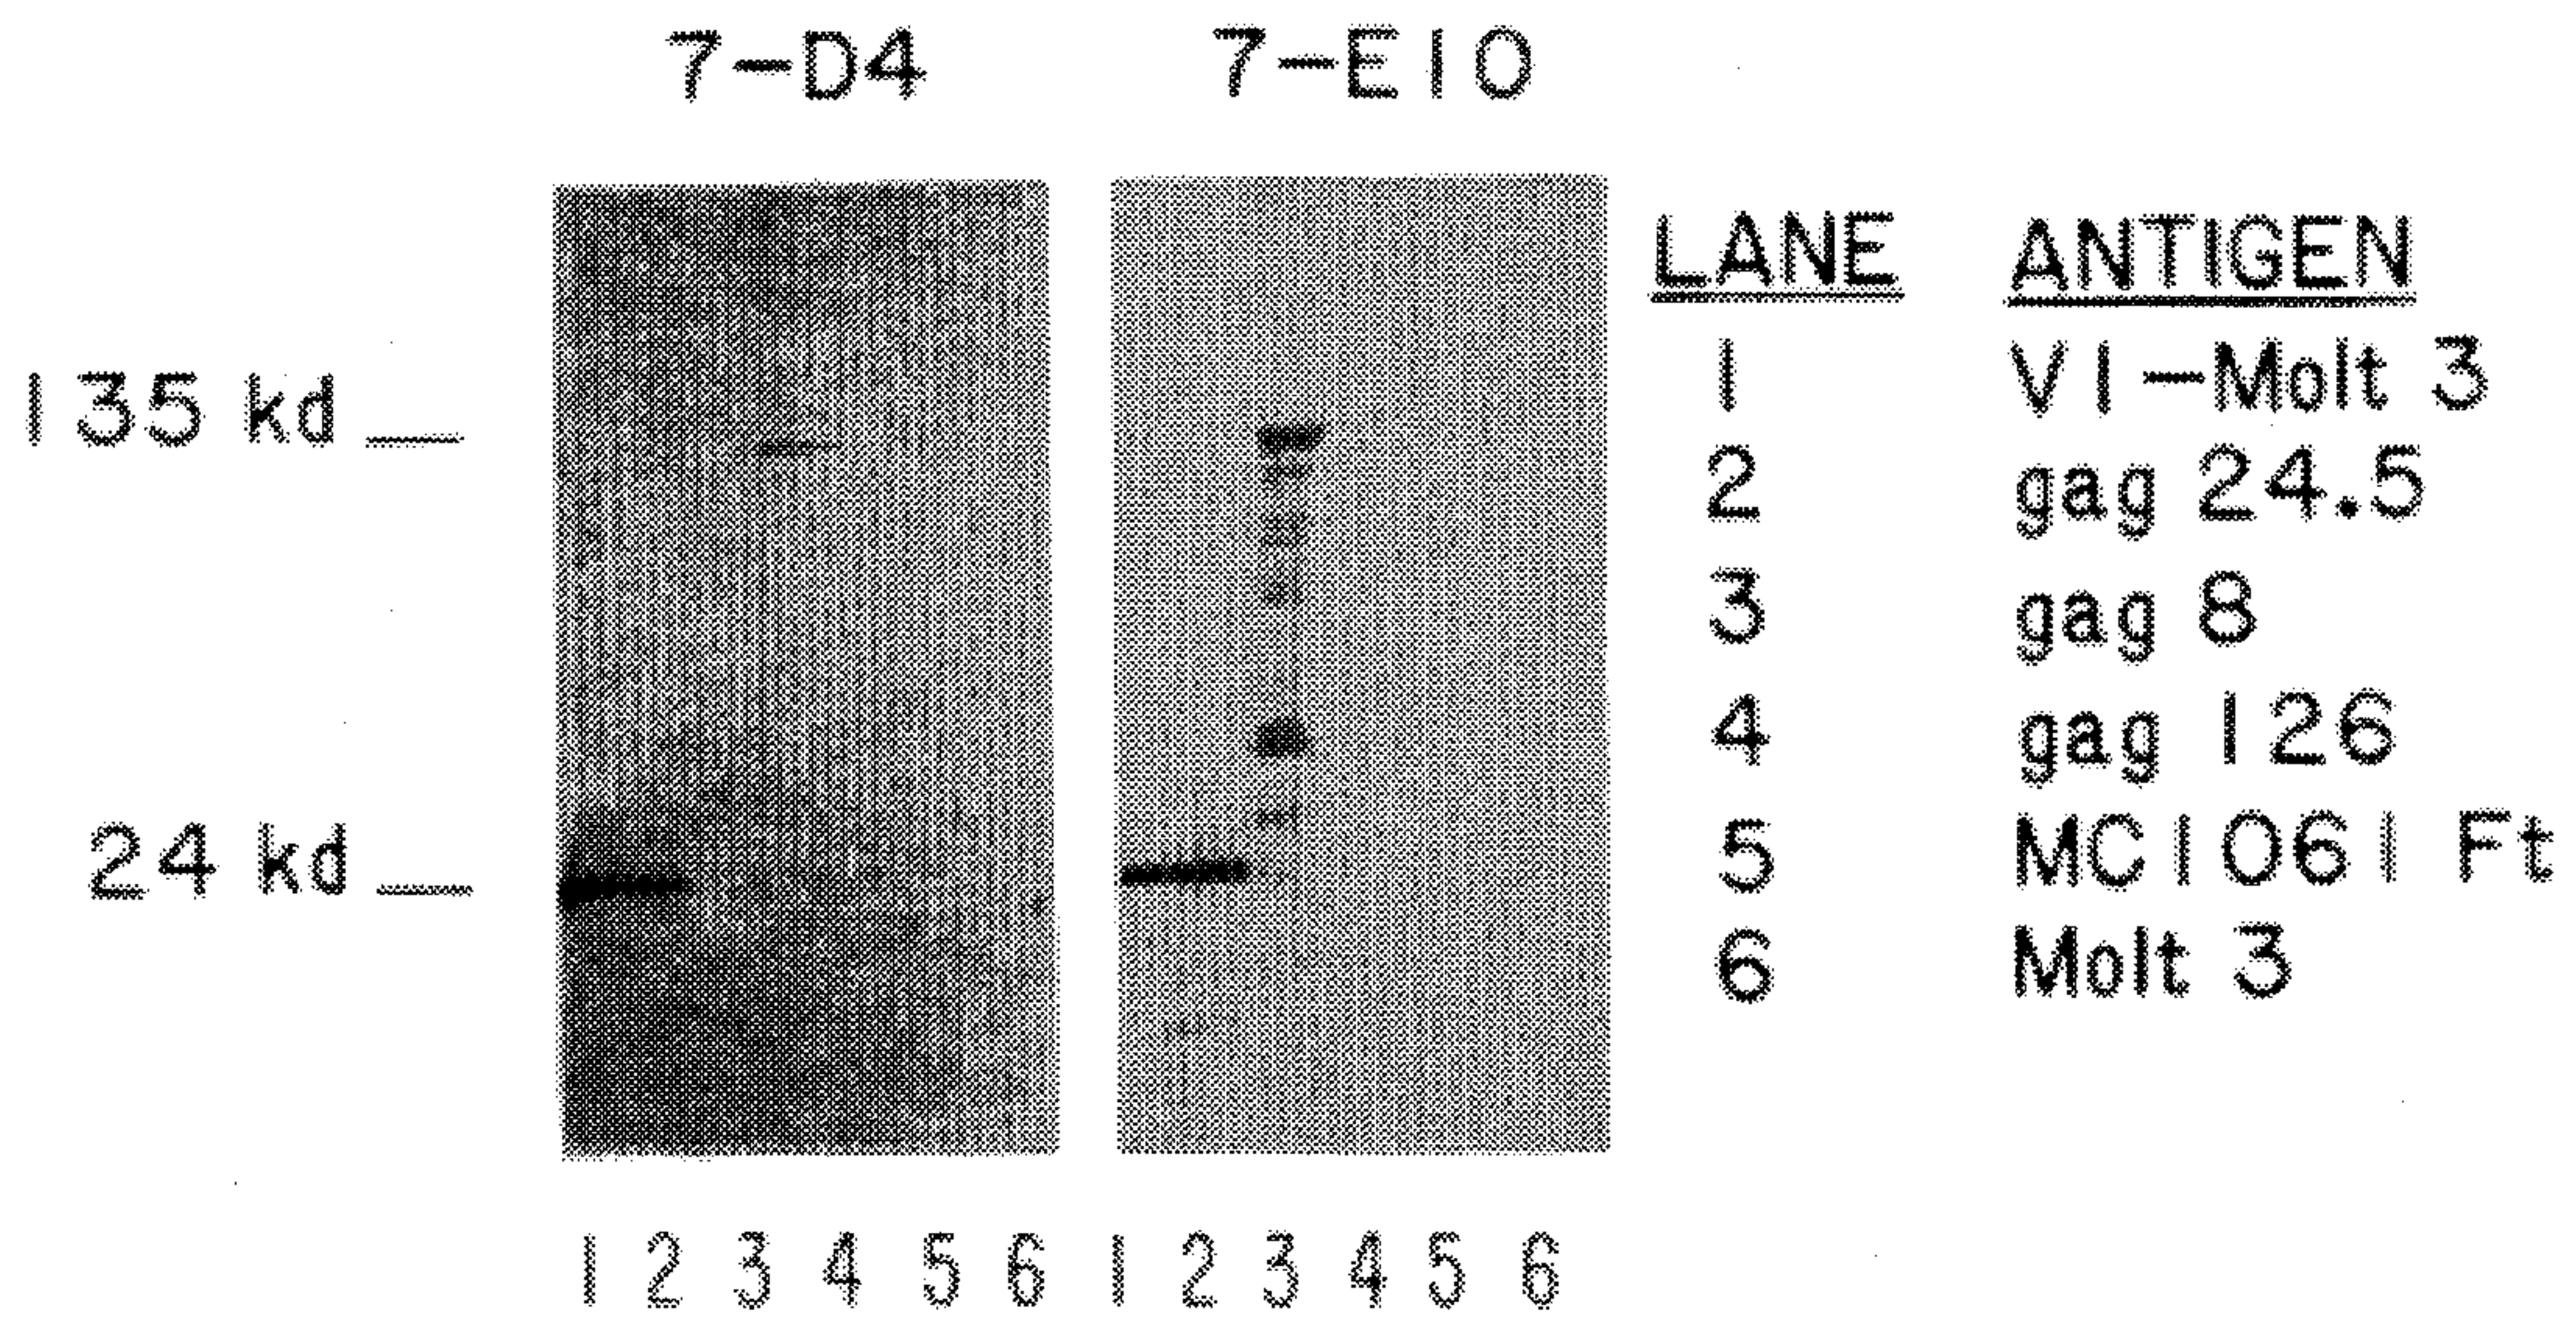 7-D4 7-E10
LANE ANTIGEN
135 kd 1 V1-Molt 3
2 gag 24.5
3 gag 8
4 gag 126
24 kd 5 MC1061 Ft
6 Molt 3
1 2 3 4 5 6 1 2 3 4 5 6